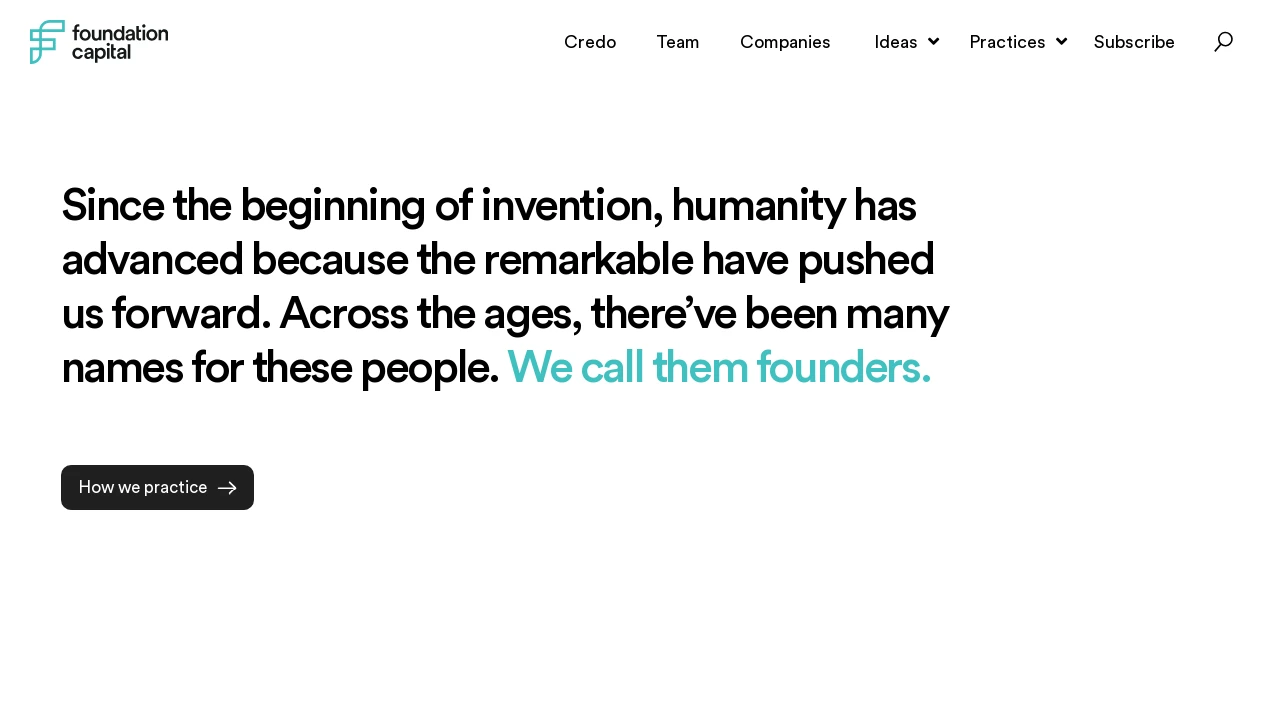 foundation
capital
Credo
Team
Companies
Ideas
Practices
Subscribe
Since the beginning of invention, humanity has
advanced because the remarkable have pushed
us forward. Across the ages, there’ve been many
names for these people. We call them founders.
How we practice